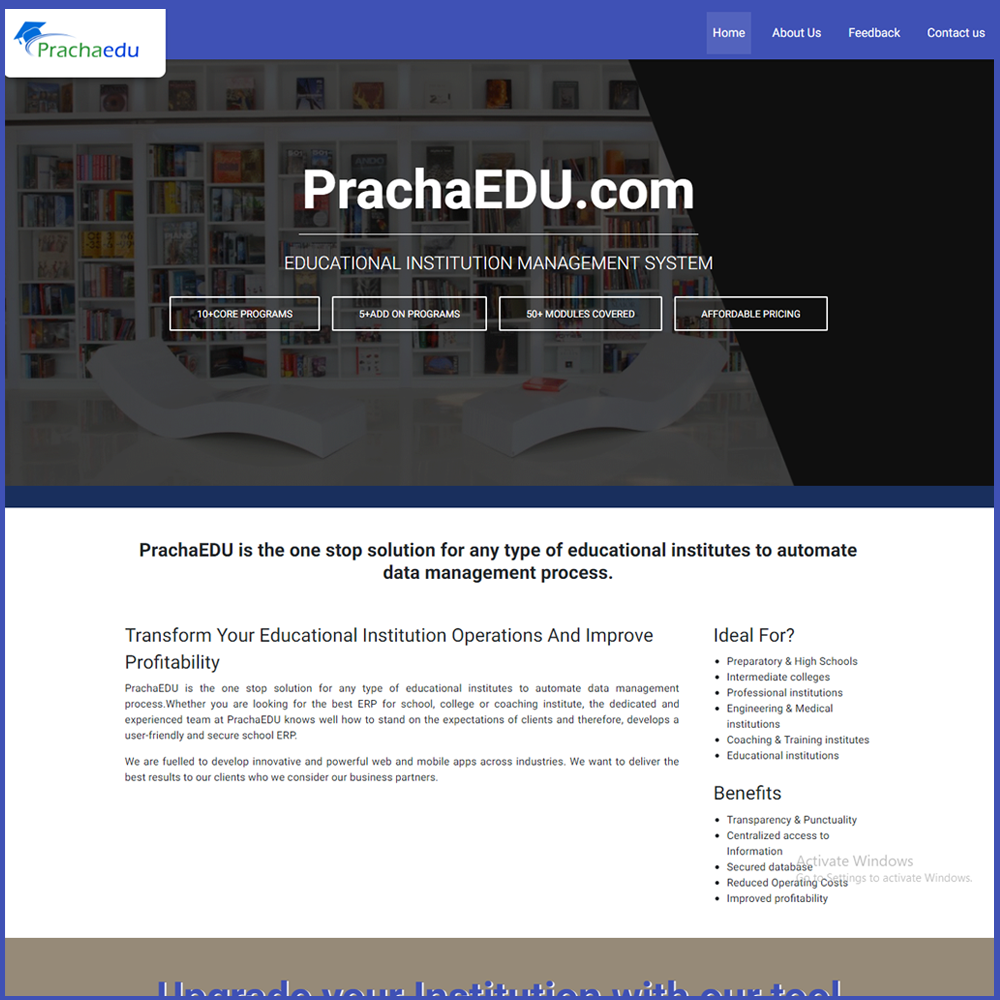 Prachaedu
Home
About Us
Feedback
Contact us
PrachaEDU.com
EDUCATIONAL INSTITUTION MANAGEMENT SYSTEM
10+CORE PROGRAMS
5+ADD ON PROGRAMS
50+ MODULES COVERED
AFFORDABLE PRICING
PrachaEDU is the one stop solution for any type of educational institutes to automate
data management process.
Transform Your Educational Institution Operations And Improve
Profitability
PrachaEDU is the one stop solution for any type of educational institutes to automate data management
process.Whether you are looking for the best ERP for school, college or coaching institute, the dedicated and
experienced team at PrachaEDU knows well how to stand on the expectations of clients and therefore, develops a
user-friendly and secure school ERP.
We are fuelled to develop innovative and powerful web and mobile apps across industries. We want to deliver the
best results to our clients who we consider our business partners.
Ideal For?
Preparatory & High Schools
Intermediate colleges
Professional institutions
Engineering & Medical
institutions
Coaching & Training institutes
Educational institutions
Benefits
Transparency & Punctuality
Centralized access to
Information
Secured database
Reduced Operating Costs
Improved profitability
Activate Windows
Go to Settings to activate Windows.
Upgrade your Institution with our tool